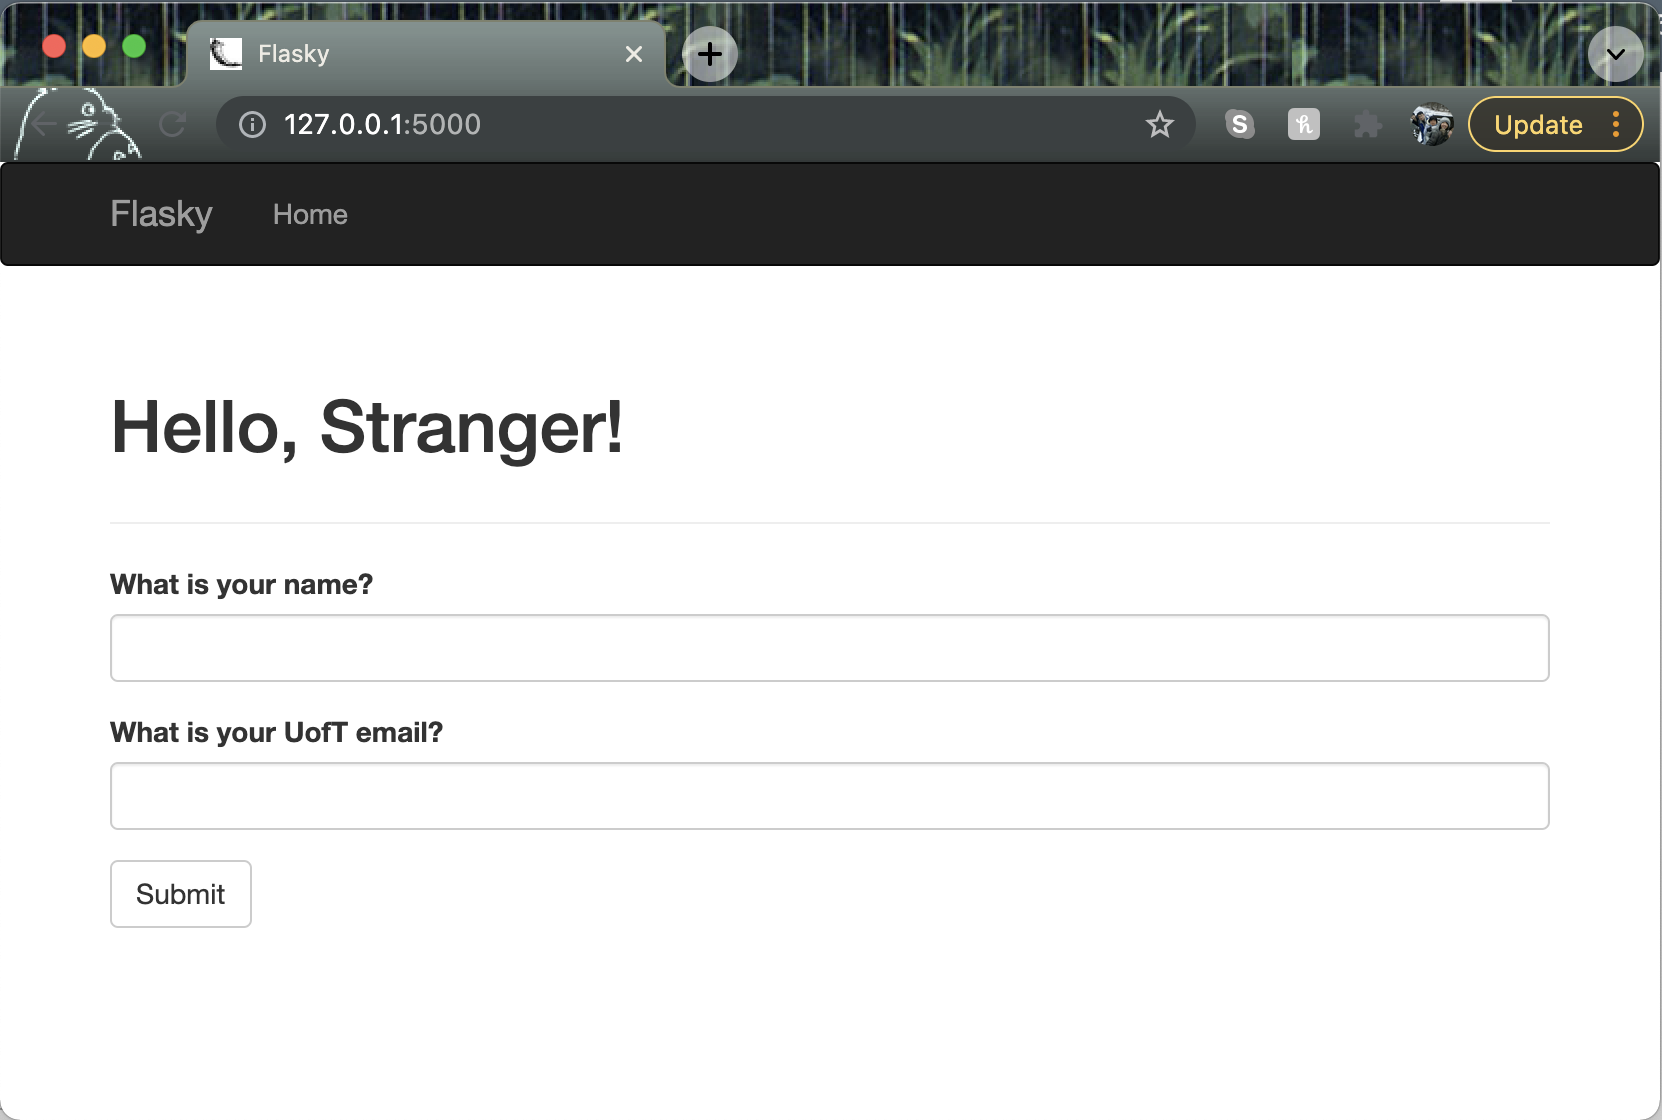 Flasky
127.0.0.1:5000
S
Update
Flasky Home
Hello, Stranger!
What is your name?
What is your UofT email?
Submit